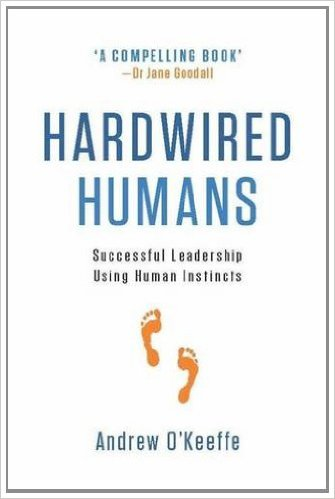 ‘A COMPELLING BOOK’
—Dr Jane Goodall
HARDWIRED
HUMANS
Successful Leadership
Using Human Instincts
Andrew O’Keeffe